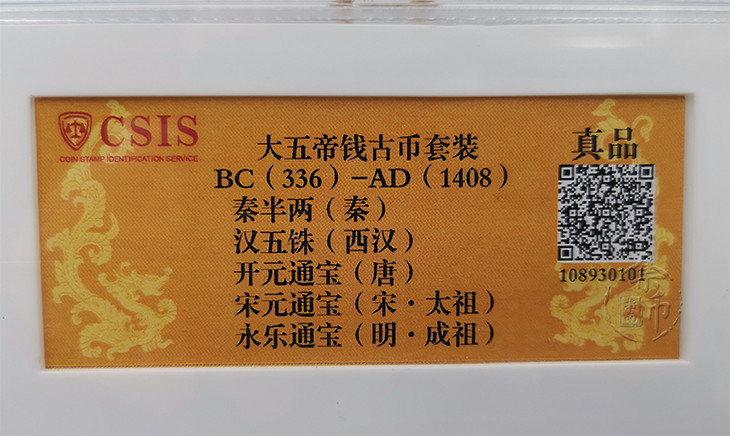 CSIS
COIN STAMP IDENTIFICATION SERVICE
大五帝钱古币套装
BC(336)-AD(1408)
秦半两(秦)
汉五铢(西汉)
开元通宝(唐)
宋元通宝(宋·太祖)
永乐通宝(明·成祖)
真品
108930101